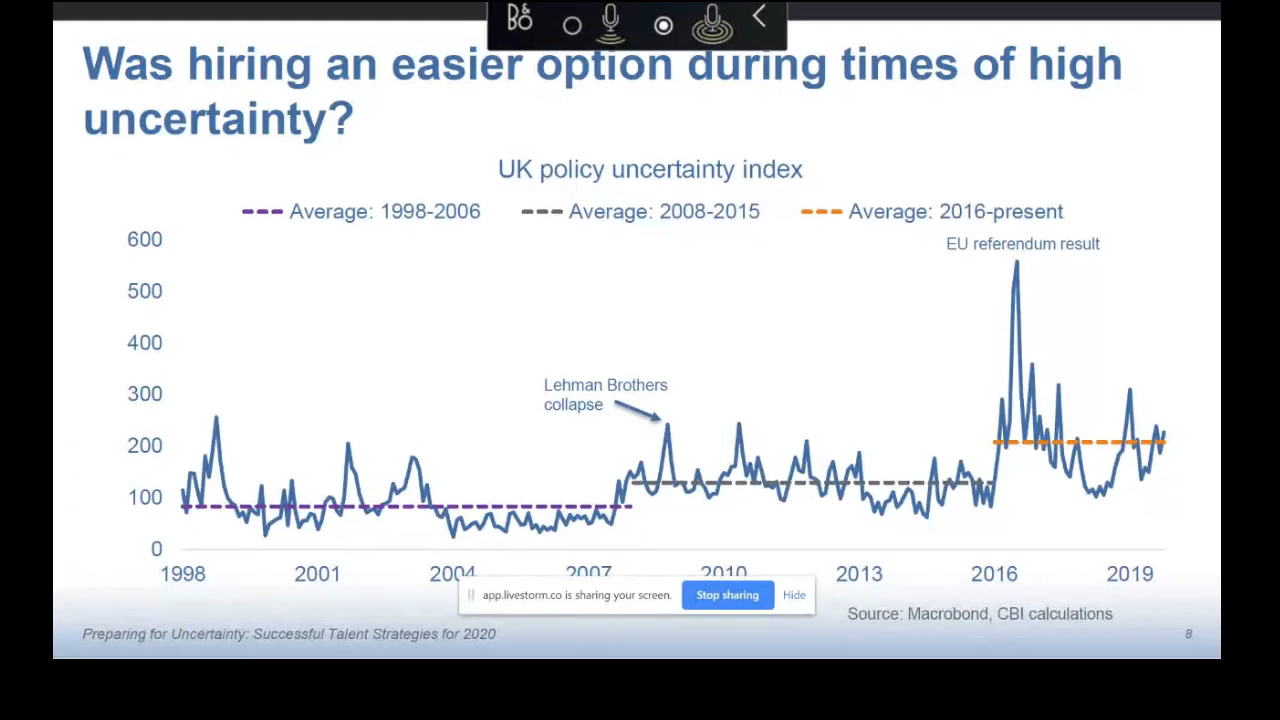 B&O
Was hiring an easier option during times of high
uncertainty?
UK policy uncertainty index
Average: 1998-2006
Average: 2008-2015
Average: 2016-present
EU referendum result
600
500
400
300
200
100
0
Lehman Brothers
collapse
1998
2001
2004
2007
2010
2013
2016
2019
app.livestorm.co is sharing your screen.
Stop sharing
Hide
Source: Macrobond, CBI calculations
Preparing for Uncertainty: Successful Talent Strategies for 2020
8